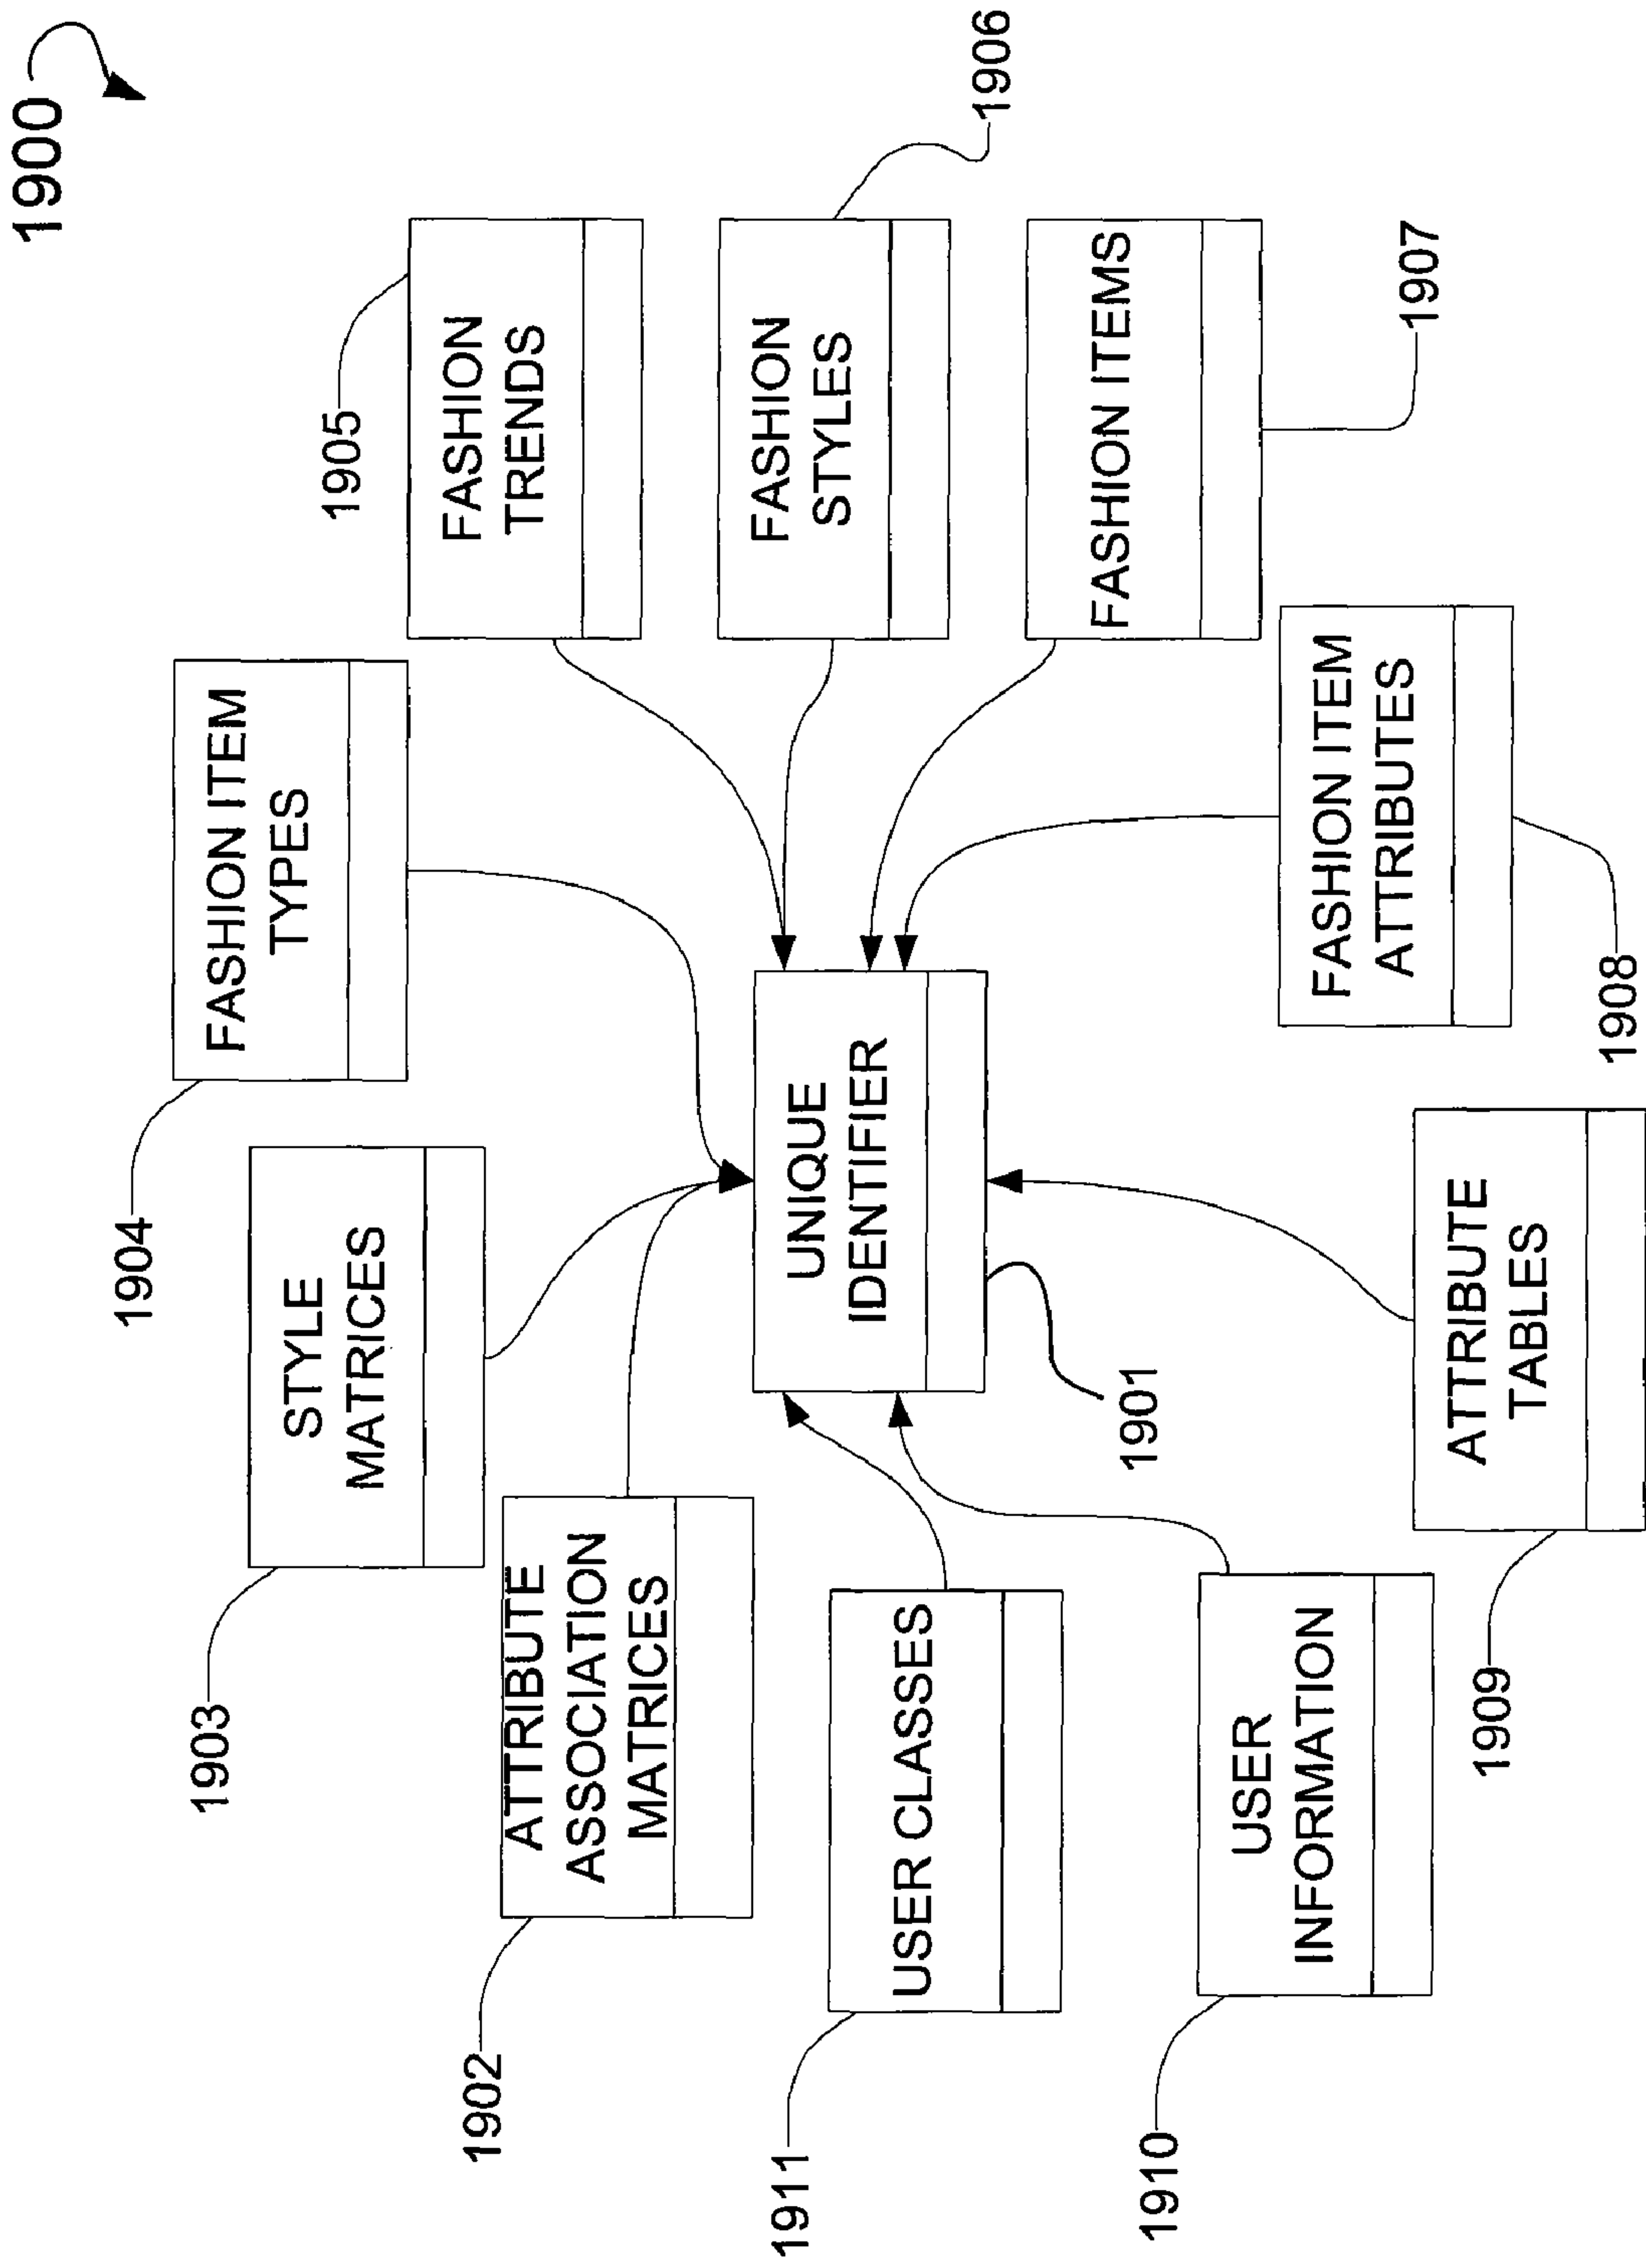 1900
1904
FASHION ITEM
TYPES
1905
FASHION
TRENDS
1903
STYLE
MATRICES
1906
FASHION
STYLES
1902
ATTRIBUTE
ASSOCIATION
MATRICES
UNIQUE
IDENTIFIER
1901
FASHION ITEMS
1907
1911
USER CLASSES
FASHION ITEM
ATTRIBUTES
1908
1910
USER
INFORMATION
1909
ATTRIBUTE
TABLES